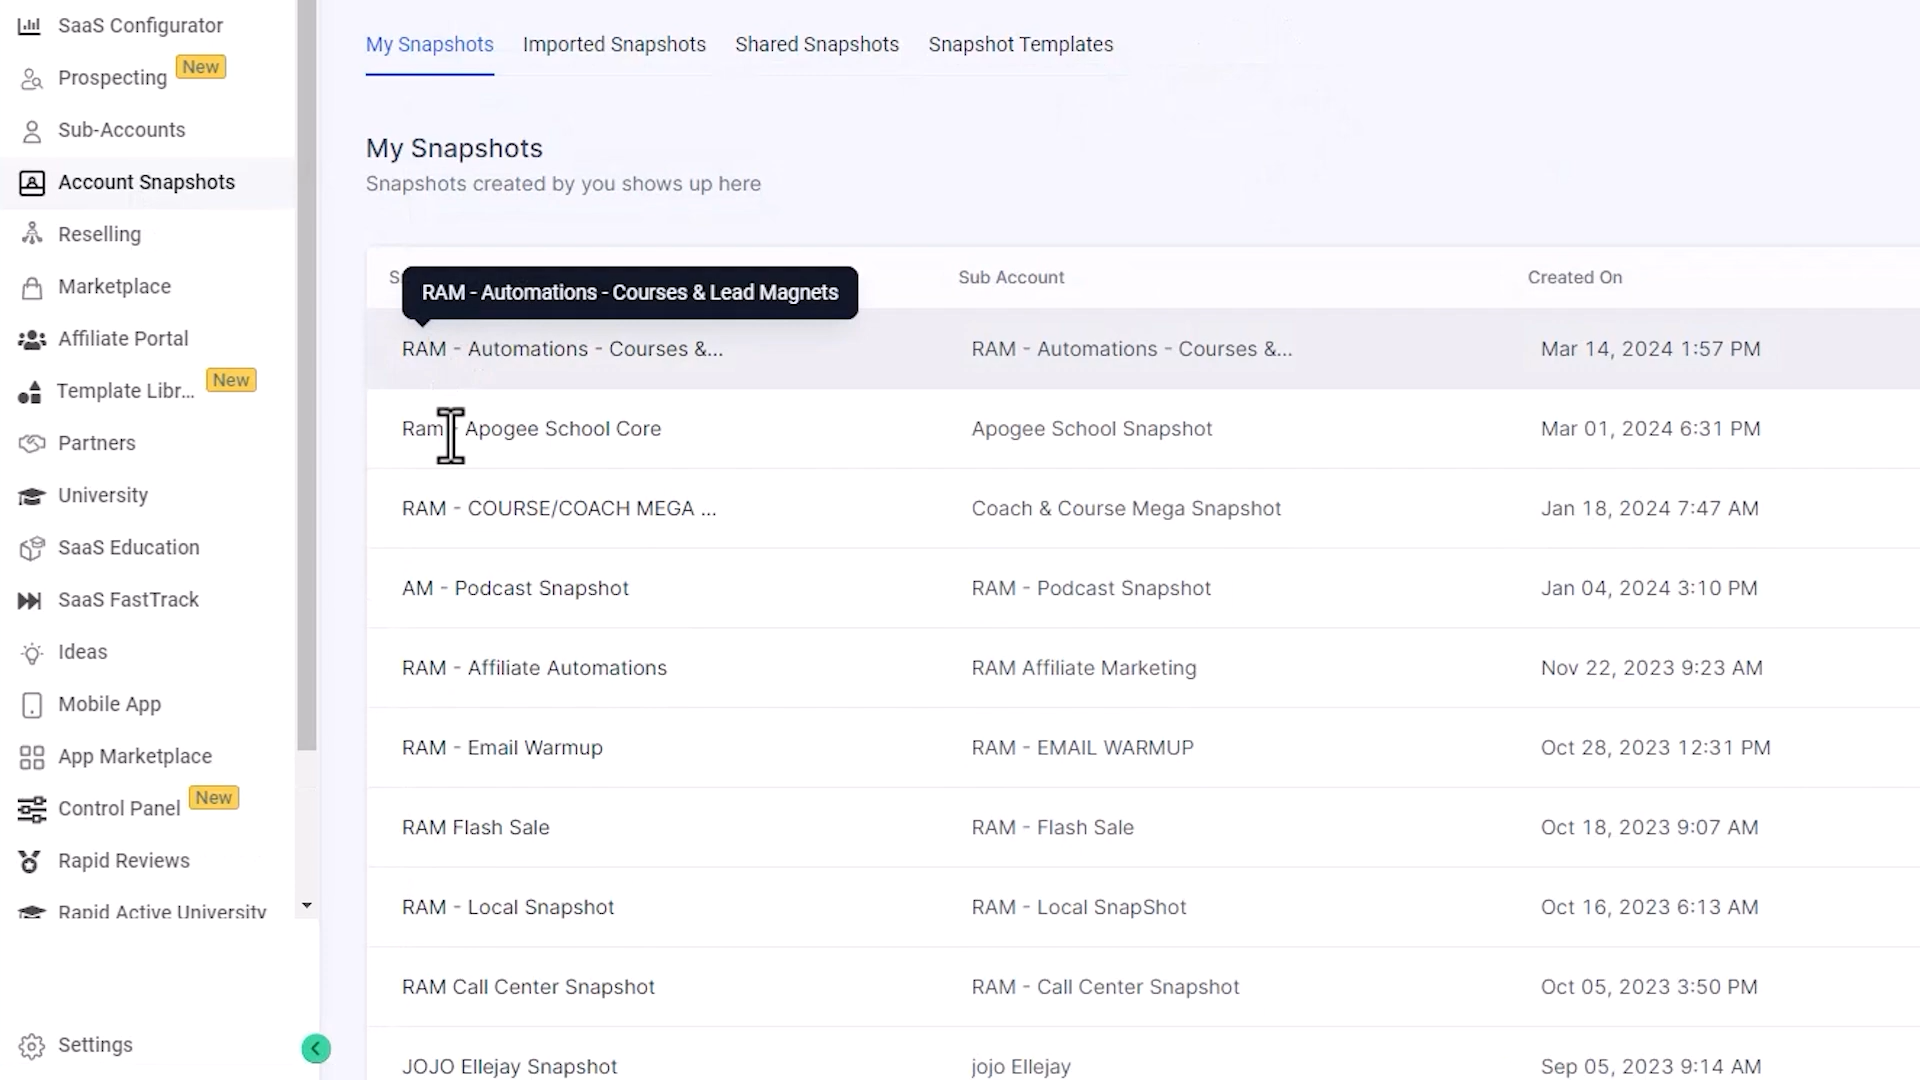 SaaS Configurator
Prospecting New
Sub-Accounts
Account Snapshots
Reselling
Marketplace
Affiliate Portal
Template Libr... New
Partners
University
SaaS Education
SaaS FastTrack
Ideas
Mobile App
App Marketplace
Control Panel New
Rapid Reviews
Rapid Active University
Settings
My Snapshots Imported Snapshots Shared Snapshots Snapshot Templates
My Snapshots
Snapshots created by you shows up here
Sub Account Created On
RAM - Automations - Courses & Lead Magnets
RAM - Automations - Courses &... RAM - Automations - Courses &... Mar 14, 2024 1:57 PM
Ram - Apogee School Core Apogee School Snapshot Mar 01, 2024 6:31 PM
RAM - COURSE/COACH MEGA ... Coach & Course Mega Snapshot Jan 18, 2024 7:47 AM
AM - Podcast Snapshot RAM - Podcast Snapshot Jan 04, 2024 3:10 PM
RAM - Affiliate Automations RAM Affiliate Marketing Nov 22, 2023 9:23 AM
RAM - Email Warmup RAM - EMAIL WARMUP Oct 28, 2023 12:31 PM
RAM Flash Sale RAM - Flash Sale Oct 18, 2023 9:07 AM
RAM - Local Snapshot RAM - Local SnapShot Oct 16, 2023 6:13 AM
RAM Call Center Snapshot RAM - Call Center Snapshot Oct 05, 2023 3:50 PM
JOJO Ellejay Snapshot jojo Ellejay Sep 05, 2023 9:14 AM